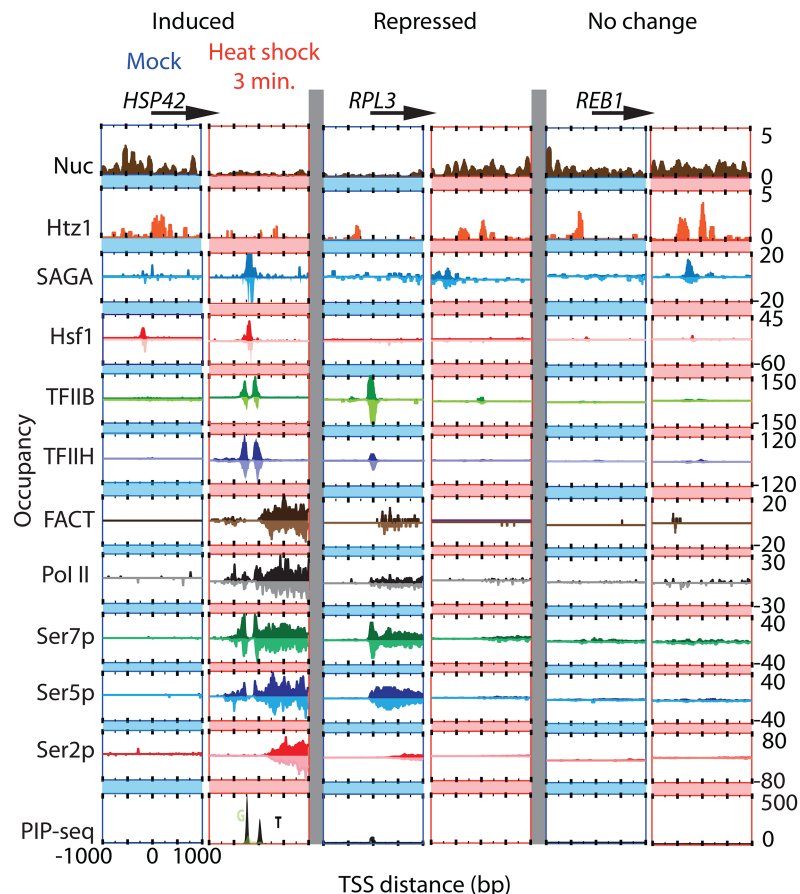 Induced Repressed No change
Mock Heat shock
3 min.
HSP42 RPL3 REB1
Nuc 5
0
Htz1 5
0
SAGA 20
-20
Hsf1 45
-60
TFIIB 150
-150
TFIIH 120
-120
FACT 20
-20
Pol II 30
-30
Ser7p 40
-40
Ser5p 40
-40
Ser2p 80
-80
PIP-seq G T 500
0
-1000 0 1000
TSS distance (bp)
Occupancy